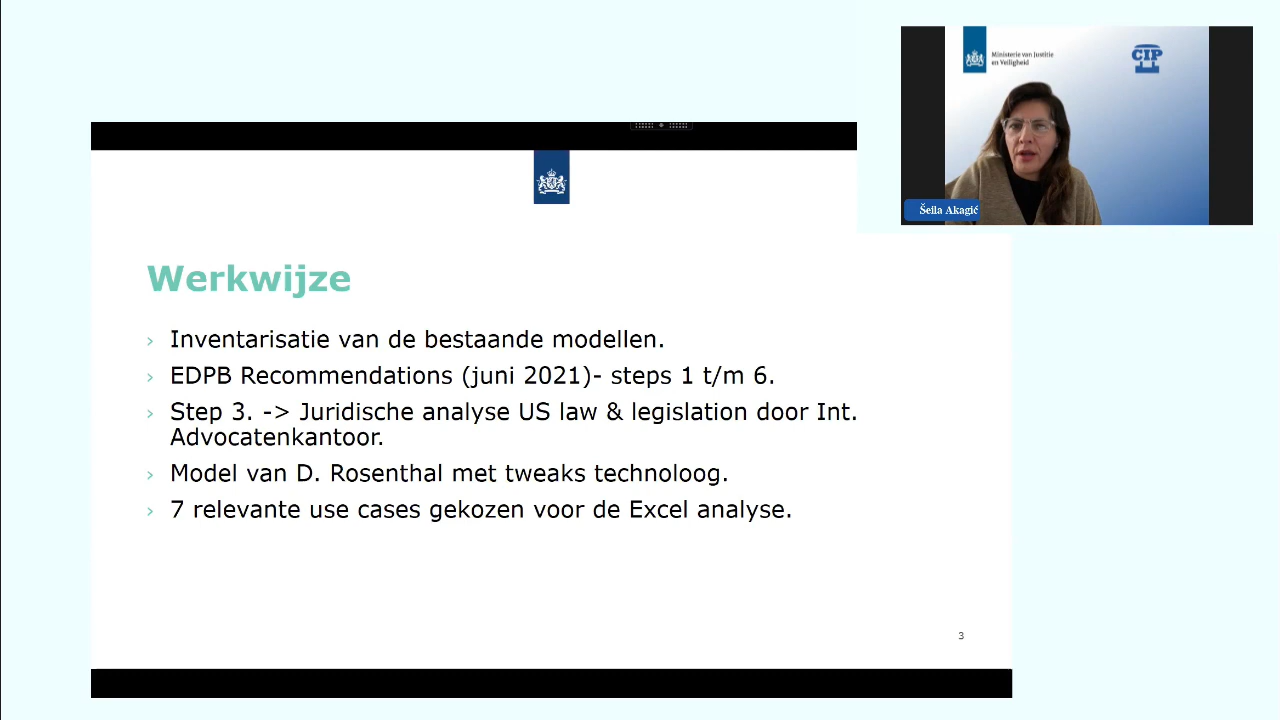 Ministerie van Justitie
en Veiligheid
CIP
Šeila Akagić
Werkwijze
› Inventarisatie van de bestaande modellen.
› EDPB Recommendations (juni 2021)- steps 1 t/m 6.
› Step 3. -> Juridische analyse US law & legislation door Int.
Advocatenkantoor.
› Model van D. Rosenthal met tweaks technoloog.
› 7 relevante use cases gekozen voor de Excel analyse.
3